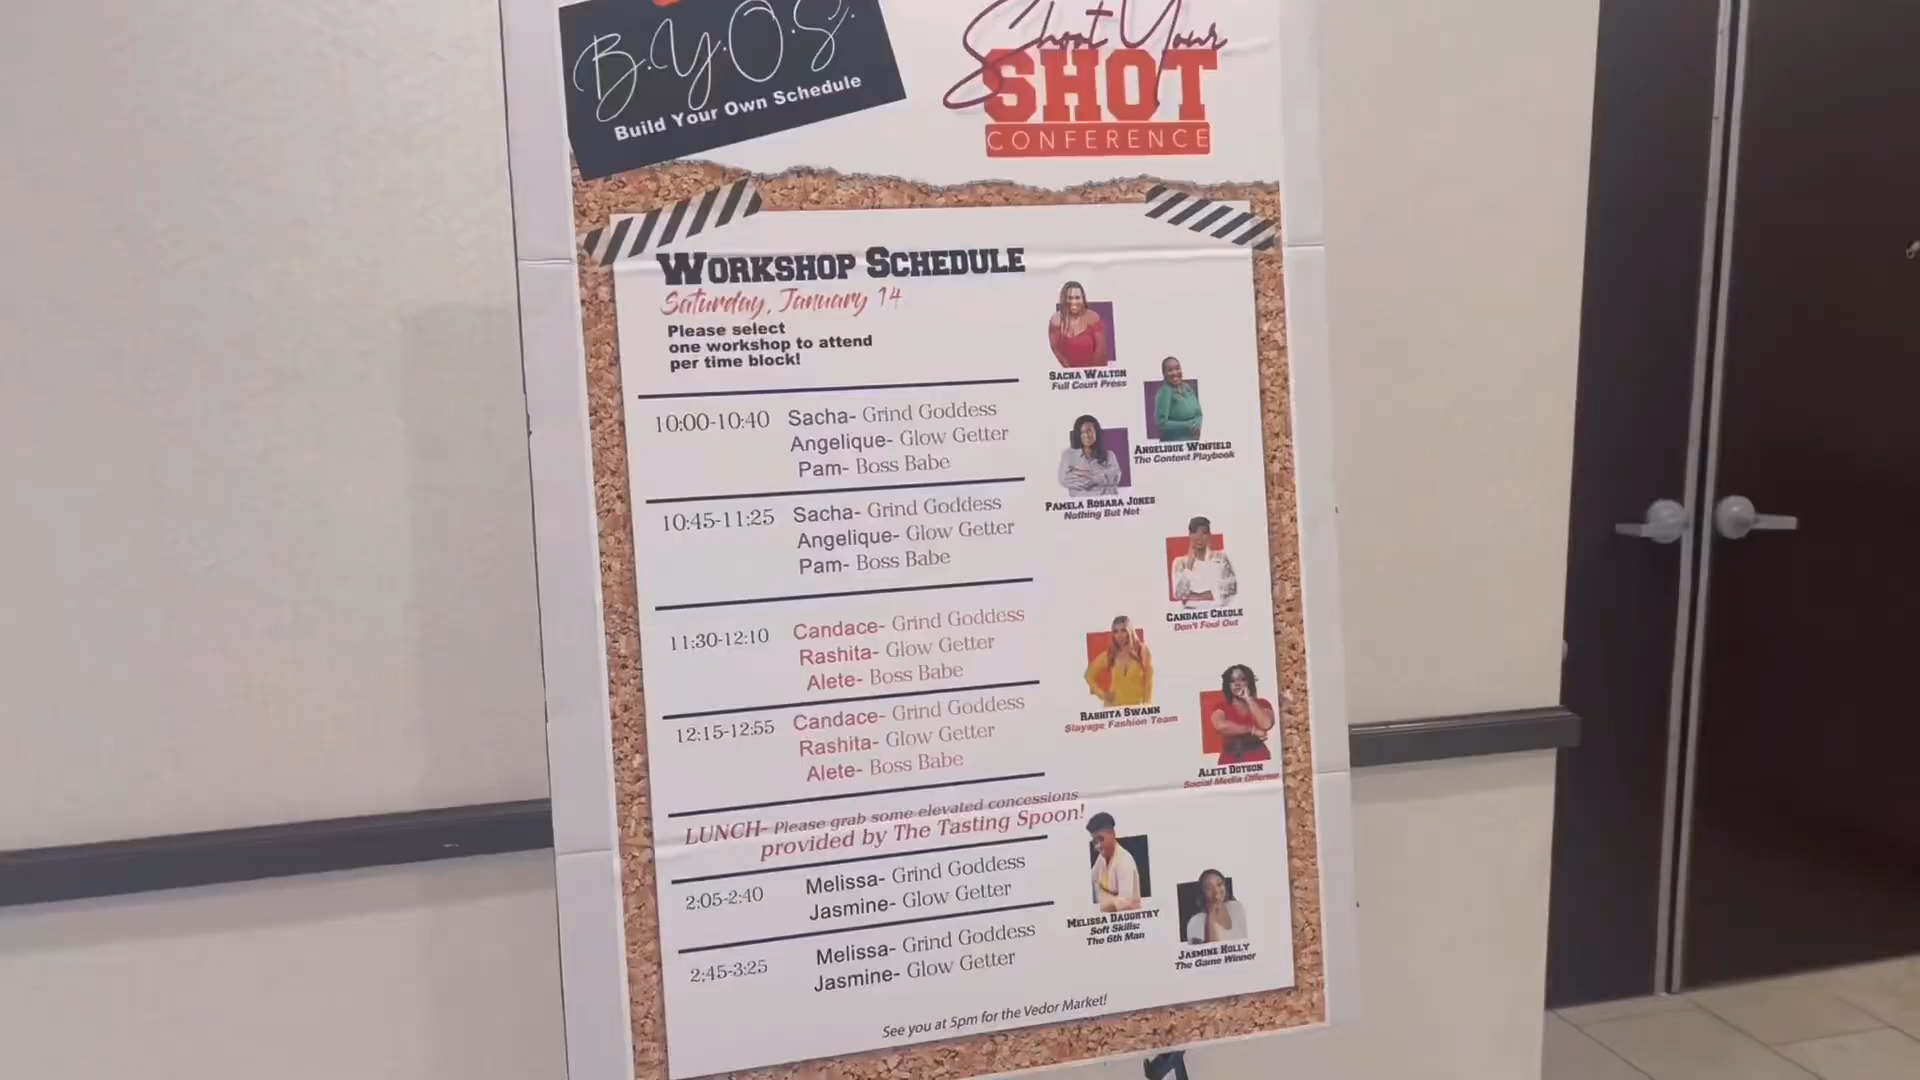 B.Y.O.S.
Build Your Own Schedule
Shoot Your
SHOT
CONFERENCE
WORKSHOP SCHEDULE
Saturday, January 14
Please select
one workshop to attend
per time block!
10:00-10:40 Sacha- Grind Goddess
Angelique- Glow Getter
Pam- Boss Babe
10:45-11:25 Sacha- Grind Goddess
Angelique- Glow Getter
Pam- Boss Babe
11:30-12:10 Candace- Grind Goddess
Rashita- Glow Getter
Alete- Boss Babe
12:15-12:55 Candace- Grind Goddess
Rashita- Glow Getter
Alete- Boss Babe
LUNCH- Please grab some elevated concessions
provided by The Tasting Spoon!
2:05-2:40 Melissa- Grind Goddess
Jasmine- Glow Getter
2:45-3:25 Melissa- Grind Goddess
Jasmine- Glow Getter
See you at 5pm for the Vedor Market!
SACHA WALTON
Full Court Press
ANGELIQUE WINFIELD
The Content Playbook
PAMELA ROSARA JONES
Nothing But Net
CANDACE CREDLE
Don't Foul Out
RASHITA SWANN
Slayage Fashion Team
ALETE DOTSON
Social Media Offense
MELISSA DAUGHTRY
Soft Skills:
The 6th Man
JASMINE HOLLY
The Game Winner